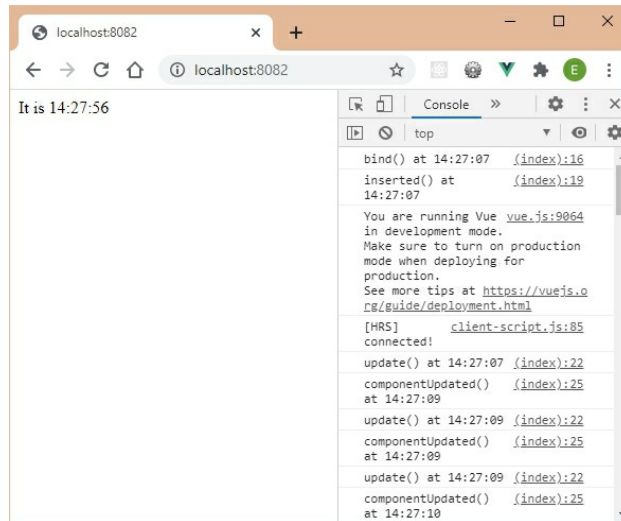 localhost:8082
localhost:8082
E
It is 14:27:56
Console
top
bind() at 14:27:07 (index):16
inserted() at (index):19
14:27:07
You are running Vue vue.js:9064
in development mode.
Make sure to turn on production
mode when deploying for
production.
See more tips at https://vuejs.o
rg/guide/deployment.html
[HRS] client-script.js:85
connected!
update() at 14:27:07 (index):22
componentUpdated() (index):25
at 14:27:09
update() at 14:27:09 (index):22
componentUpdated() (index):25
at 14:27:09
update() at 14:27:09 (index):22
componentUpdated() (index):25
at 14:27:10